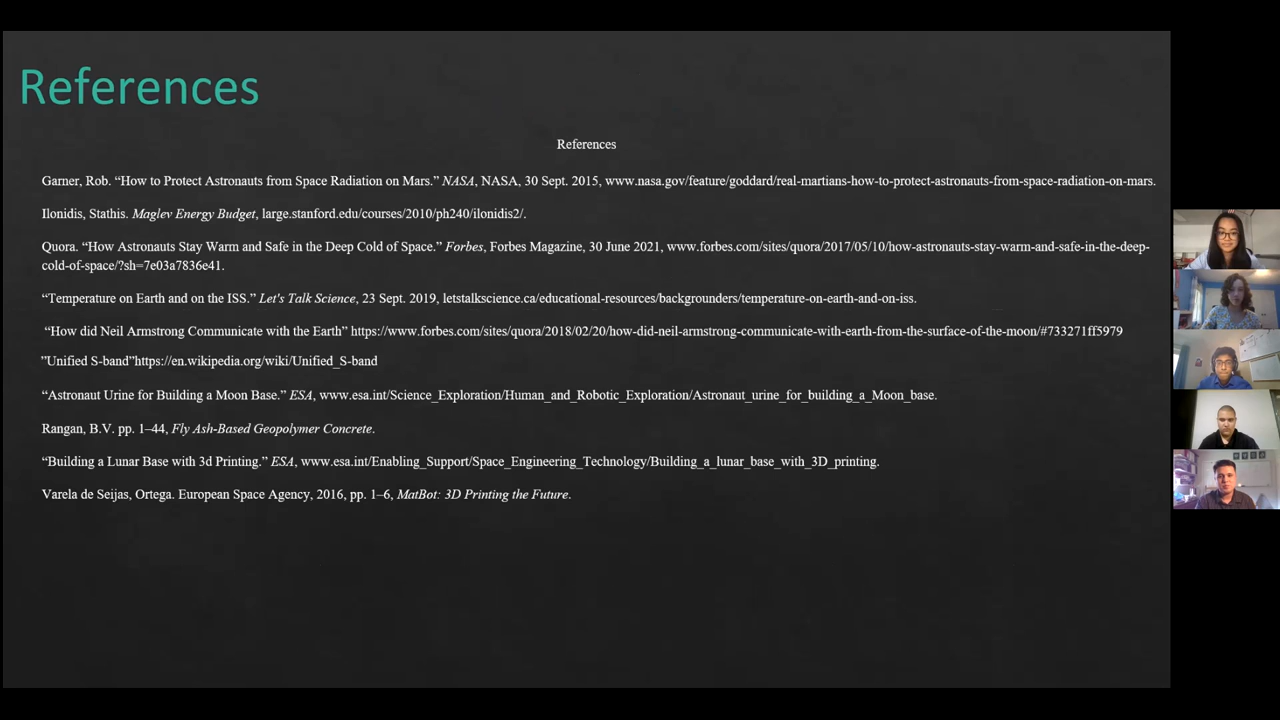 References
References
Garner, Rob. “How to Protect Astronauts from Space Radiation on Mars.” NASA, NASA, 30 Sept. 2015, www.nasa.gov/feature/goddard/real-martians-how-to-protect-astronauts-from-space-radiation-on-mars.
Ilonidis, Stathis. Maglev Energy Budget, large.stanford.edu/courses/2010/ph240/ilonidis2/.
Quora. “How Astronauts Stay Warm and Safe in the Deep Cold of Space.” Forbes, Forbes Magazine, 30 June 2021, www.forbes.com/sites/quora/2017/05/10/how-astronauts-stay-warm-and-safe-in-the-deep-
cold-of-space/?sh=7e03a7836e41.
“Temperature on Earth and on the ISS.” Let's Talk Science, 23 Sept. 2019, letstalkscience.ca/educational-resources/backgrounders/temperature-on-earth-and-on-iss.
“How did Neil Armstrong Communicate with the Earth” https://www.forbes.com/sites/quora/2018/02/20/how-did-neil-armstrong-communicate-with-earth-from-the-surface-of-the-moon/#733271ff5979
”Unified S-band”https://en.wikipedia.org/wiki/Unified_S-band
“Astronaut Urine for Building a Moon Base.” ESA, www.esa.int/Science_Exploration/Human_and_Robotic_Exploration/Astronaut_urine_for_building_a_Moon_base.
Rangan, B.V. pp. 1–44, Fly Ash-Based Geopolymer Concrete.
“Building a Lunar Base with 3d Printing.” ESA, www.esa.int/Enabling_Support/Space_Engineering_Technology/Building_a_lunar_base_with_3D_printing.
Varela de Seijas, Ortega. European Space Agency, 2016, pp. 1–6, MatBot: 3D Printing the Future.